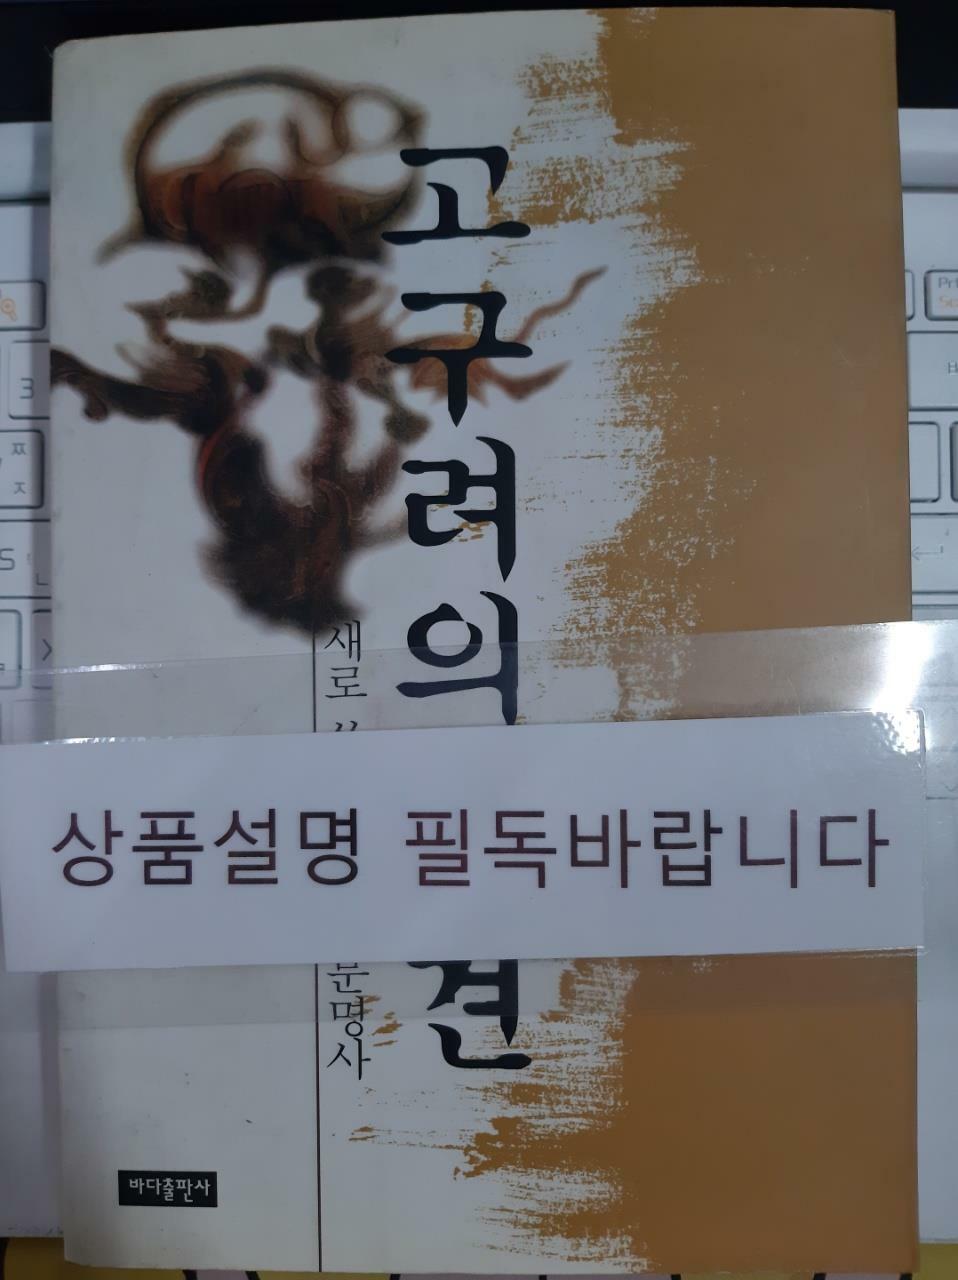 고구려의
견
새로
문명사
상품설명 필독바랍니다
바다출판사